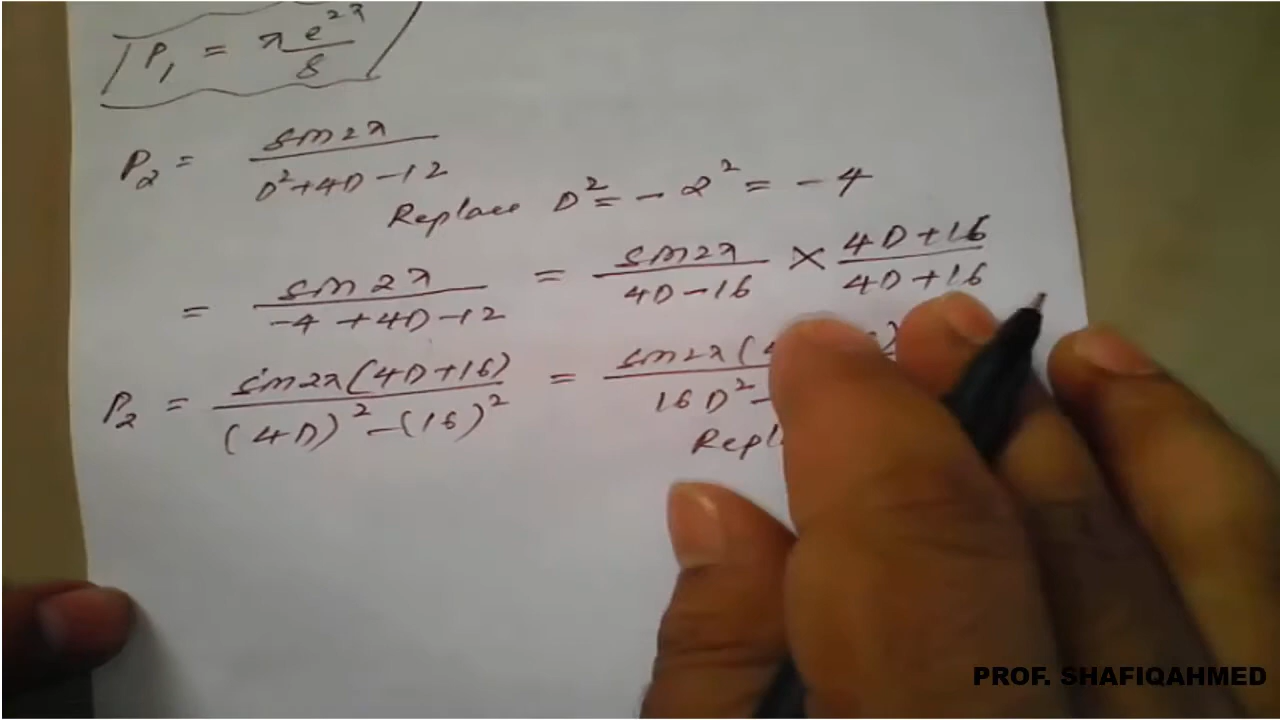 P₁ = x e^2x / 8
P₂ = sin2x / D²+4D-12
Replace D² = -2² = -4
= sin2x / -4+4D-12 = sin2x / 4D-16 × 4D+16 / 4D+16
P₂ = sin2x(4D+16) / (4D)²-(16)² = sin2x(4 ) / 16D²-
Repl
PROF. SHAFIQAHMED